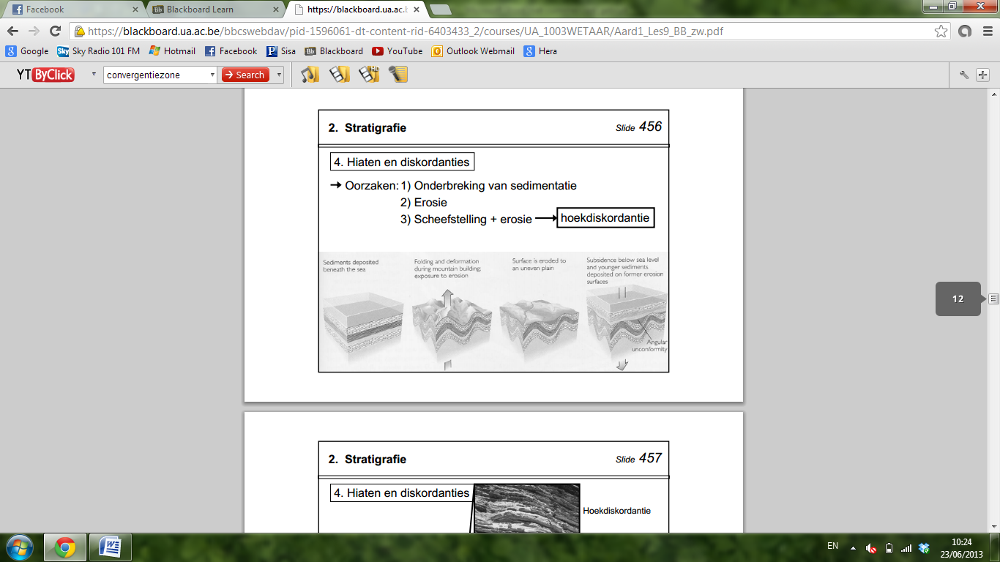 Facebook
Blackboard Learn
https://blackboard.ua.ac.b
https://blackboard.ua.ac.be/bbcswebdav/pid-1596061-dt-content-rid-6403433_2/courses/UA_1003WETAAR/Aard1_Les9_BB_zw.pdf
Google Sky Radio 101 FM Hotmail Facebook Sisa Blackboard YouTube Outlook Webmail Hera
YT ByClick convergentiezone Search
2. Stratigrafie Slide 456
4. Hiaten en diskordanties
→ Oorzaken: 1) Onderbreking van sedimentatie
2) Erosie
3) Scheefstelling + erosie → hoekdiskordantie
Sediments deposited
beneath the sea
Folding and deformation
during mountain building;
exposure to erosion
Surface is eroded to
an uneven plain
Subsidence below sea level
and younger sediments
deposited on former erosion
surfaces
Angular
unconformity
12
2. Stratigrafie Slide 457
4. Hiaten en diskordanties
Hoekdiskordantie
EN
10:24
23/06/2013